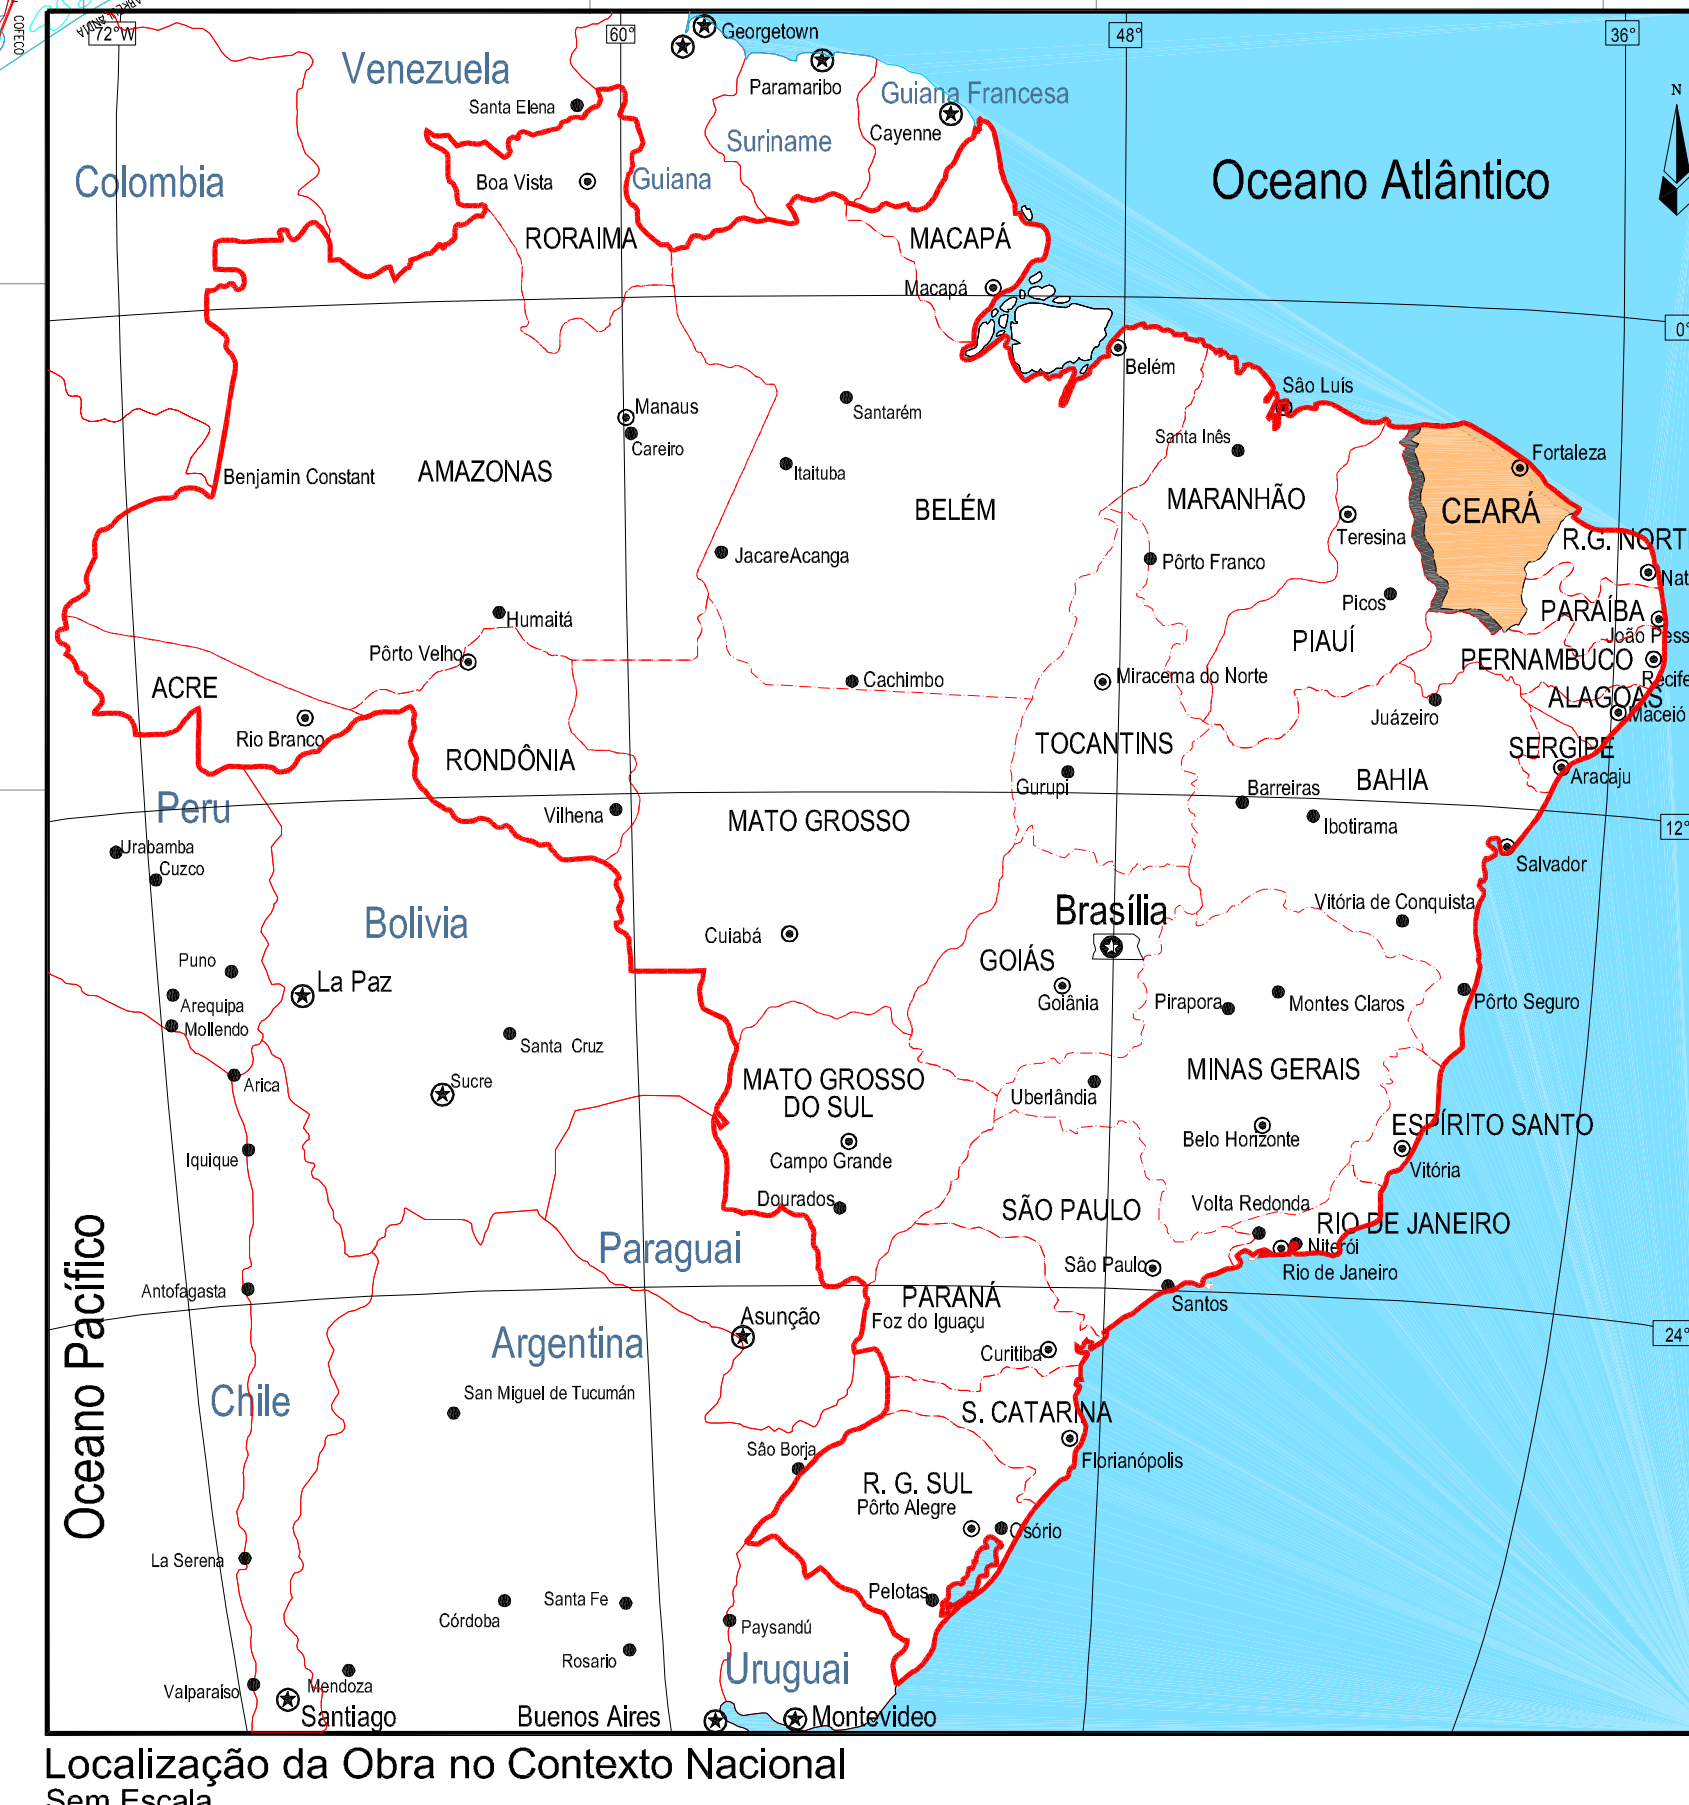 COFECO
72°W
60°
48°
36°
N
Georgetown
Venezuela
Paramaribo
Guiana Francesa
Santa Elena
Cayenne
Suriname
Colombia
Boa Vista
Guiana
Oceano Atlântico
RORAIMA
MACAPÁ
Macapá
0°
Belém
São Luís
Manaus
Santarém
Careiro
Santa Inês
Fortaleza
Benjamin Constant
AMAZONAS
Itaituba
BELÉM
MARANHÃO
CEARÁ
Teresina
R.G. NORT
JacareAcanga
Pôrto Franco
Nat
Picos
PARAÍBA
Humaitá
João Pess
PIAUÍ
Pôrto Velho
PERNAMBUCO
Cachimbo
Miracema do Norte
Recife
ACRE
ALAGOAS
Juázeiro
Maceió
Rio Branco
TOCANTINS
SERGIPE
RONDÔNIA
Gurupi
BAHIA
Aracaju
Peru
Barreiras
Vilhena
MATO GROSSO
Ibotirama
12°
Urabamba
Cuzco
Salvador
Bolivia
Brasília
Vitória de Conquista
Cuiabá
Puno
GOIÁS
La Paz
Goiânia
Pirapora
Montes Claros
Pôrto Seguro
Arequipa
Mollendo
Santa Cruz
MINAS GERAIS
Arica
Sucre
MATO GROSSO
DO SUL
Uberlândia
Belo Horizonte
ESPÍRITO SANTO
Iquique
Campo Grande
Vitória
Dourados
SÃO PAULO
Volta Redonda
RIO DE JANEIRO
Paraguai
Niterói
São Paulo
Rio de Janeiro
Antofagasta
PARANÁ
Santos
Asunção
Foz do Iguaçu
24°
Argentina
Curitiba
Oceano Pacífico
Chile
San Miguel de Tucumán
S. CATARINA
São Borja
Florianópolis
R. G. SUL
Pôrto Alegre
Osório
La Serena
Pelotas
Córdoba
Santa Fe
Paysandú
Rosario
Uruguai
Valparaíso
Mendoza
Santiago
Buenos Aires
Montevideo
Localização da Obra no Contexto Nacional
Sem Escala